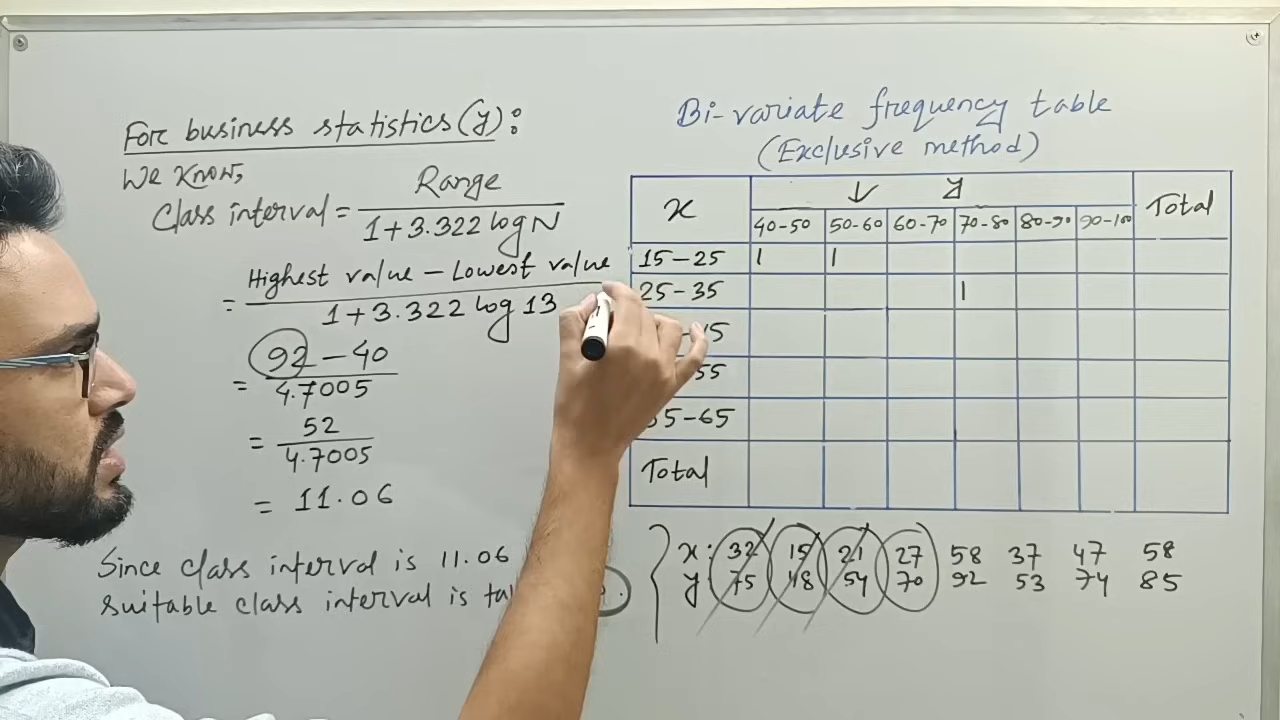 For business statistics (y):
We know,
Class interval = Range / 1+3.322 log N
= Highest value – Lowest value / 1+3.322 log 13
= 92 – 40 / 4.7005
= 52 / 4.7005
= 11.06
Since class interval is 11.06
suitable class interval is
Bi-variate frequency table
(Exclusive method)
x y Total
40-50 50-60 60-70 70-80 80-90 90-100
15-25 | |
25-35 |
5-65
Total
x: 32 15 21 27 58 37 47 58
y: 75 48 54 70 92 53 74 85